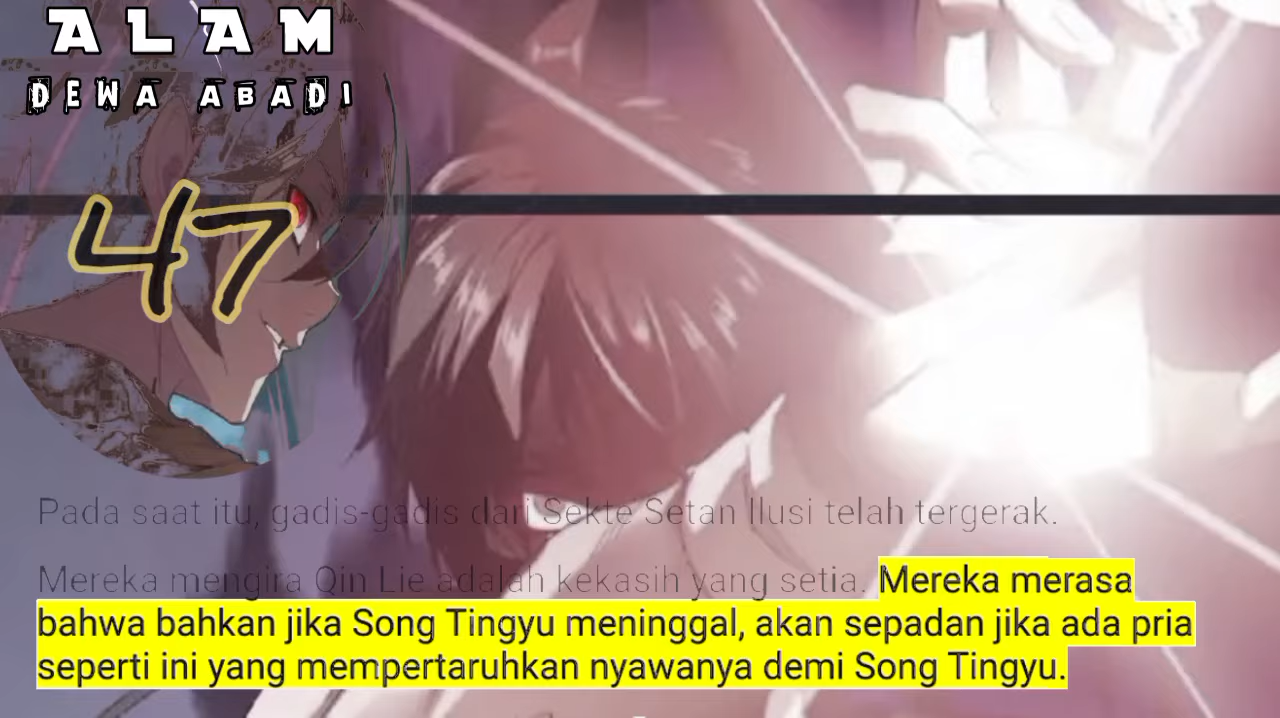 ALAM
DEWA ABADI
47
Pada saat itu, gadis-gadis dari Sekte Setan Ilusi telah tergerak.
Mereka mengira Qin Lie adalah kekasih yang setia. Mereka merasa
bahwa bahkan jika Song Tingyu meninggal, akan sepadan jika ada pria
seperti ini yang mempertaruhkan nyawanya demi Song Tingyu.